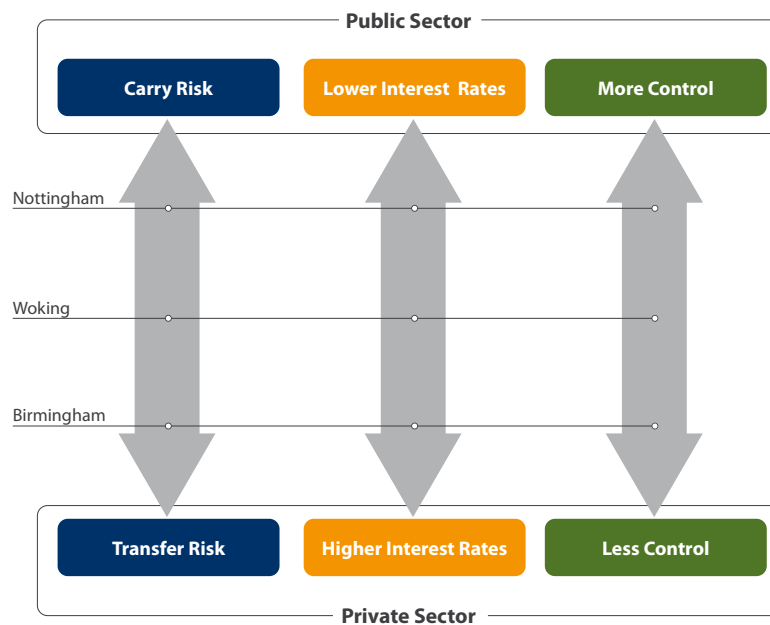 Public Sector
Carry Risk
Lower Interest Rates
More Control
Nottingham
Woking
Birmingham
Transfer Risk
Higher Interest Rates
Less Control
Private Sector